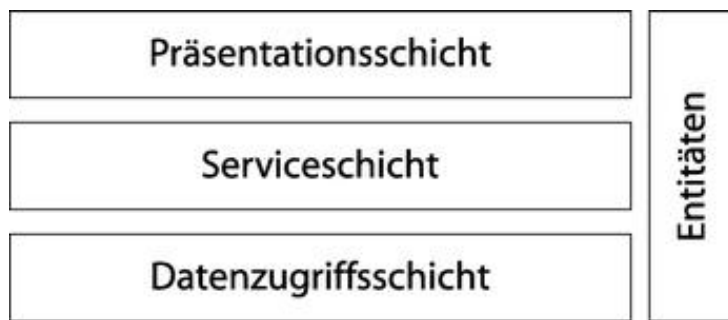 Präsentationsschicht
Serviceschicht
Datenzugriffsschicht
Entitäten